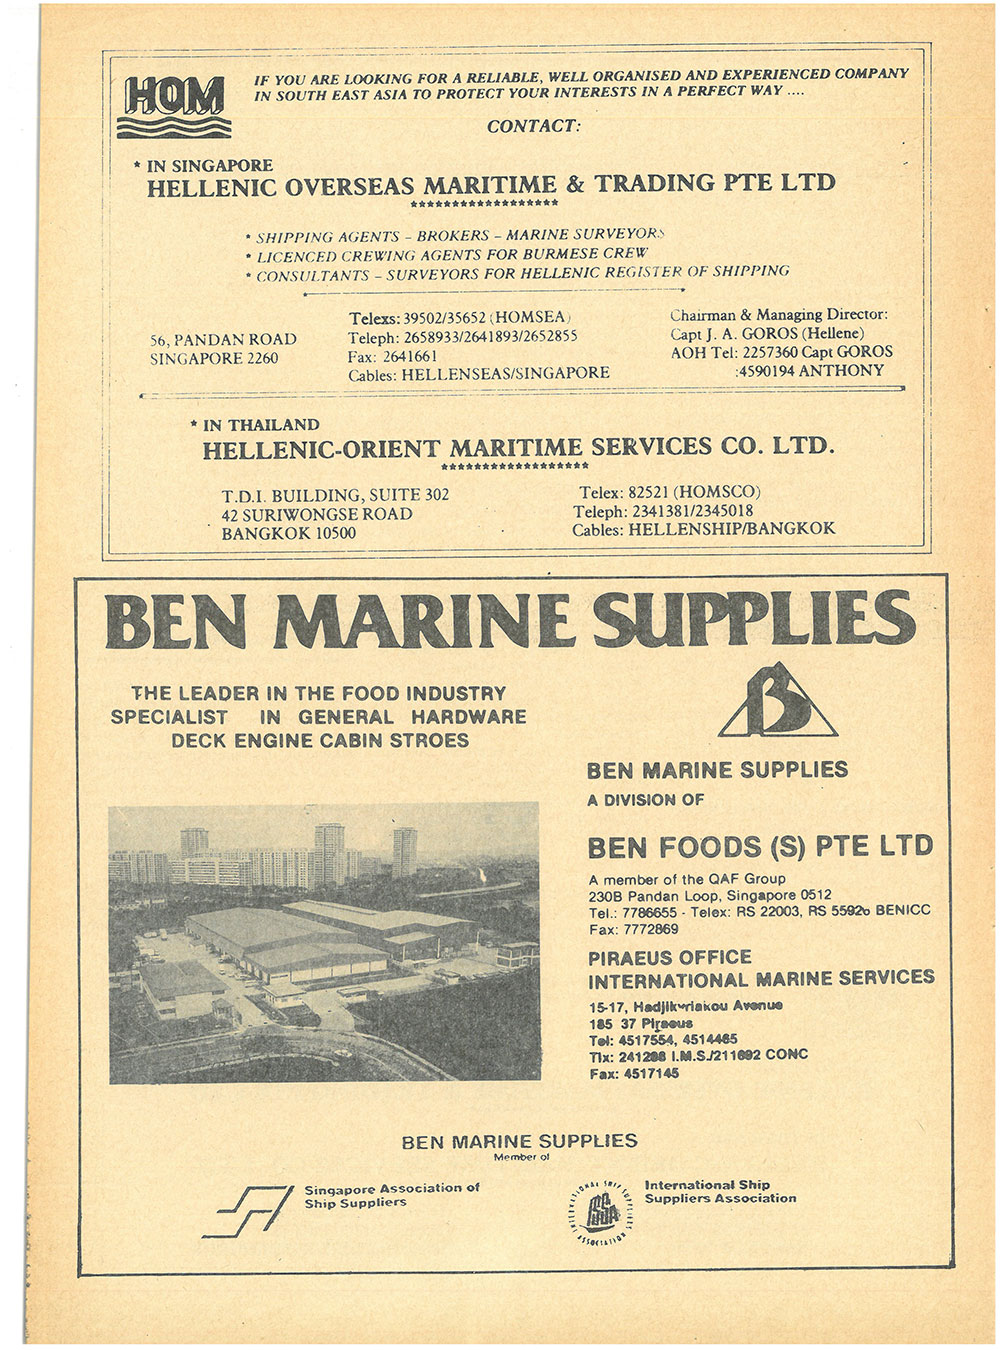 HOM
IF YOU ARE LOOKING FOR A RELIABLE, WELL ORGANISED AND EXPERIENCED COMPANY
IN SOUTH EAST ASIA TO PROTECT YOUR INTERESTS IN A PERFECT WAY ....
CONTACT:
* IN SINGAPORE
HELLENIC OVERSEAS MARITIME & TRADING PTE LTD
******************
* SHIPPING AGENTS – BROKERS – MARINE SURVEYORS
* LICENCED CREWING AGENTS FOR BURMESE CREW
* CONSULTANTS – SURVEYORS FOR HELLENIC REGISTER OF SHIPPING
56, PANDAN ROAD
SINGAPORE 2260
Telexs: 39502/35652 (HOMSEA)
Teleph: 2658933/2641893/2652855
Fax: 2641661
Cables: HELLENSEAS/SINGAPORE
Chairman & Managing Director:
Capt J. A. GOROS (Hellene)
AOH Tel: 2257360 Capt GOROS
:4590194 ANTHONY
* IN THAILAND
HELLENIC-ORIENT MARITIME SERVICES CO. LTD.
******************
T.D.I. BUILDING, SUITE 302
42 SURIWONGSE ROAD
BANGKOK 10500
Telex: 82521 (HOMSCO)
Teleph: 2341381/2345018
Cables: HELLENSHIP/BANGKOK
BEN MARINE SUPPLIES
THE LEADER IN THE FOOD INDUSTRY
SPECIALIST IN GENERAL HARDWARE
DECK ENGINE CABIN STROES
B
BEN MARINE SUPPLIES
A DIVISION OF
BEN FOODS (S) PTE LTD
A member of the QAF Group
230B Pandan Loop, Singapore 0512
Tel.: 7786655 - Telex: RS 22003, RS BENICC
Fax: 7772869
PIRAEUS OFFICE
INTERNATIONAL MARINE SERVICES
15-17, Avenue
185 37 Piraeus
Tel: 4517554, 4514465
Tlx: I.M.S./211692 CONC
Fax: 4517145
BEN MARINE SUPPLIES
Member of
Singapore Association of
Ship Suppliers
INTERNATIONAL SHIP SUPPLIERS ASSOCIATION
International Ship
Suppliers Association